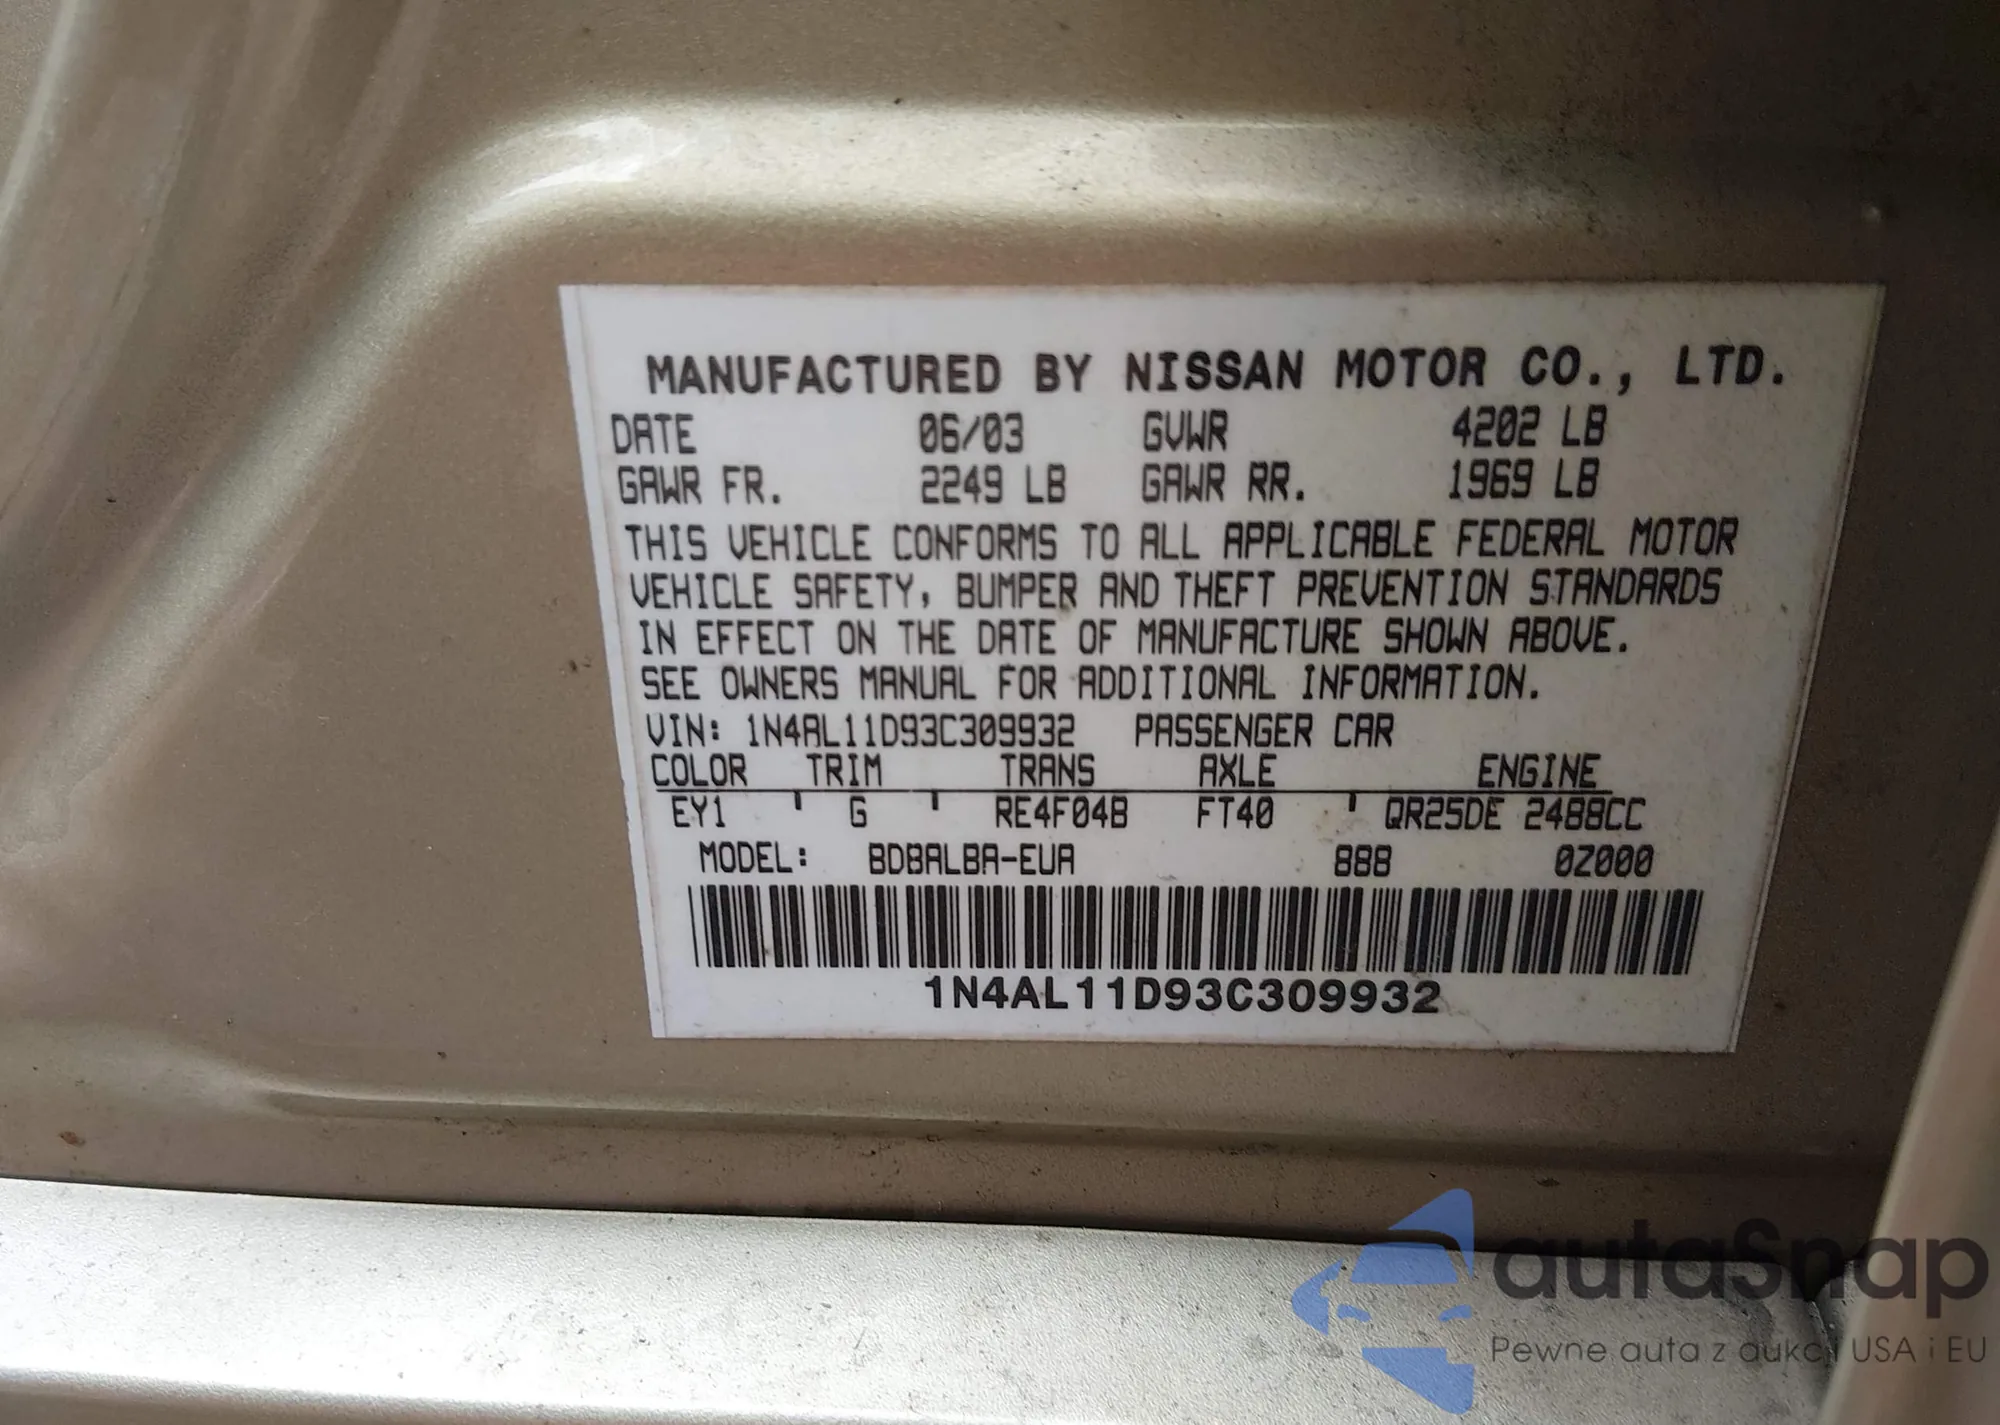 MANUFACTURED BY NISSAN MOTOR CO., LTD.
DATE 06/03 GVWR 4202 LB
GAWR FR. 2249 LB GAWR RR. 1969 LB
THIS VEHICLE CONFORMS TO ALL APPLICABLE FEDERAL MOTOR
VEHICLE SAFETY, BUMPER AND THEFT PREVENTION STANDARDS
IN EFFECT ON THE DATE OF MANUFACTURE SHOWN ABOVE.
SEE OWNERS MANUAL FOR ADDITIONAL INFORMATION.
VIN: 1N4AL11D93C309932 PASSENGER CAR
COLOR TRIM TRANS AXLE ENGINE
EY1 G RE4F04B FT40 QR25DE 2488CC
MODEL: BDBALBA-EUA 888 0Z000
1N4AL11D93C309932
autaSnap
Pewne auta z aukcji USA i EU